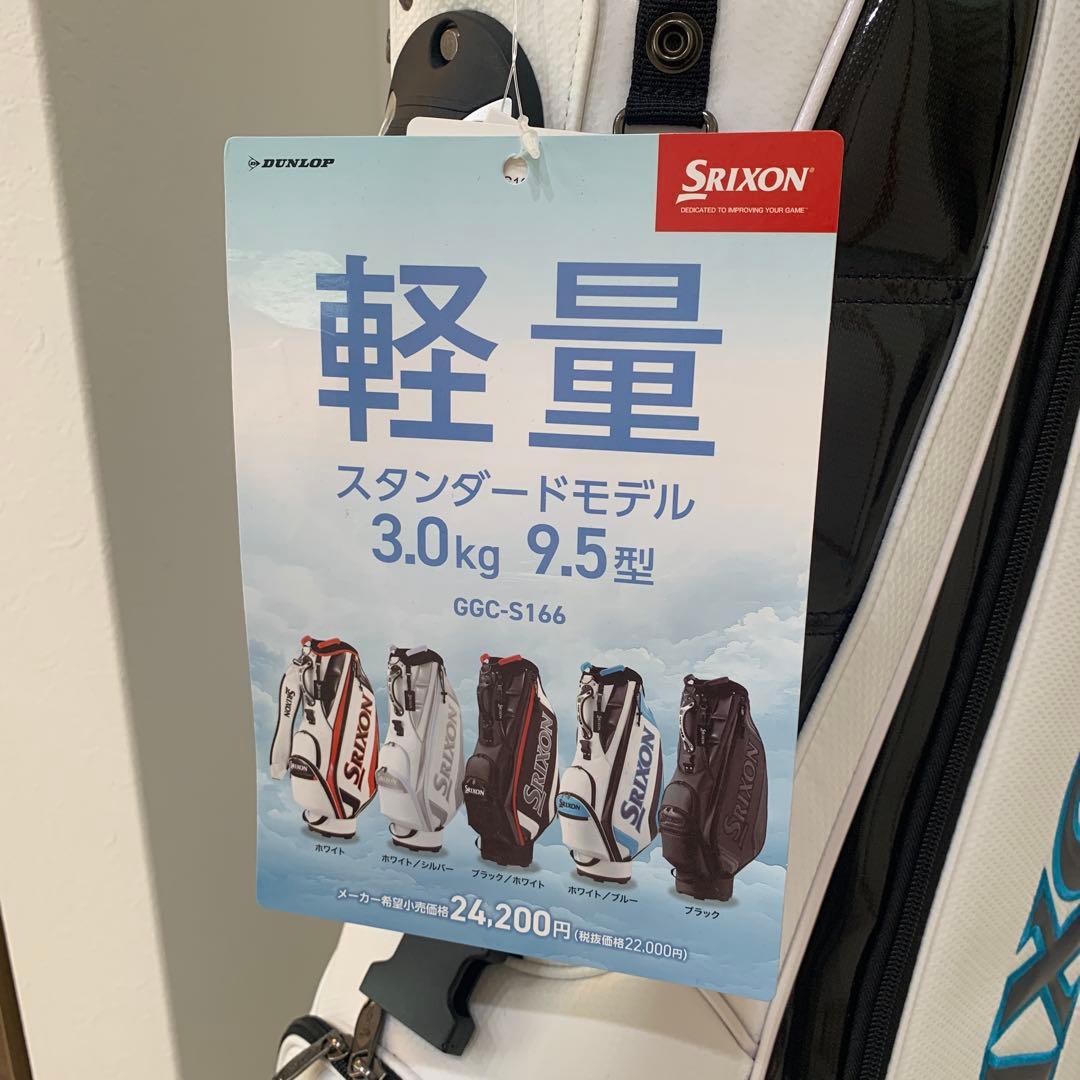 DUNLOP
SRIXON
DEDICATED TO IMPROVING YOUR GAME
軽量
スタンダードモデル
3.0kg 9.5型
GGC-S166
SRIXON
SRIXON
SRIXON
SRIXON
SRIXON
SRIXON
SRIXON
SRIXON
SRIXON
ホワイト
ホワイト/シルバー
ブラック/ホワイト
ホワイト/ブルー
ブラック
メーカー希望小売価格24,200円(税抜価格22,000円)